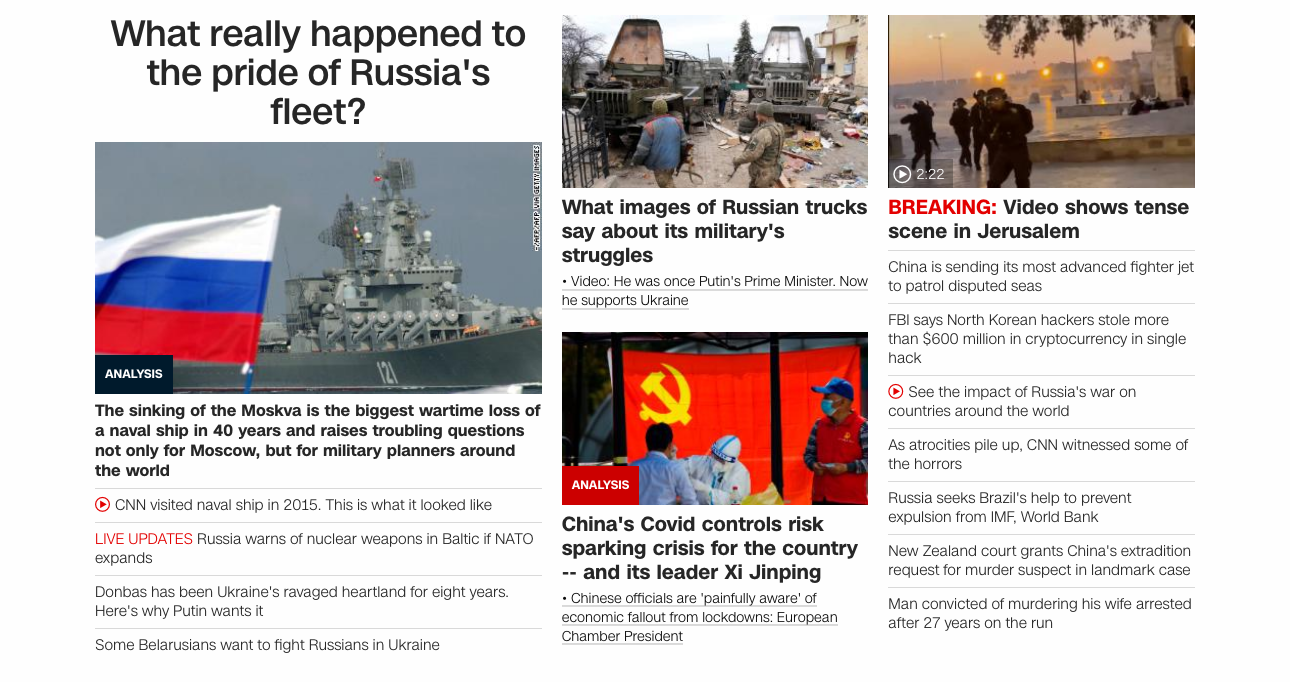 What really happened to
the pride of Russia's
fleet?
-/AFP/AFP VIA GETTY IMAGES
121
ANALYSIS
The sinking of the Moskva is the biggest wartime loss of
a naval ship in 40 years and raises troubling questions
not only for Moscow, but for military planners around
the world
CNN visited naval ship in 2015. This is what it looked like
LIVE UPDATES Russia warns of nuclear weapons in Baltic if NATO
expands
Donbas has been Ukraine's ravaged heartland for eight years.
Here's why Putin wants it
Some Belarusians want to fight Russians in Ukraine
Z
What images of Russian trucks
say about its military's
struggles
• Video: He was once Putin's Prime Minister. Now
he supports Ukraine
ANALYSIS
China's Covid controls risk
sparking crisis for the country
-- and its leader Xi Jinping
• Chinese officials are 'painfully aware' of
economic fallout from lockdowns: European
Chamber President
2:22
BREAKING: Video shows tense
scene in Jerusalem
China is sending its most advanced fighter jet
to patrol disputed seas
FBI says North Korean hackers stole more
than $600 million in cryptocurrency in single
hack
See the impact of Russia's war on
countries around the world
As atrocities pile up, CNN witnessed some of
the horrors
Russia seeks Brazil's help to prevent
expulsion from IMF, World Bank
New Zealand court grants China's extradition
request for murder suspect in landmark case
Man convicted of murdering his wife arrested
after 27 years on the run